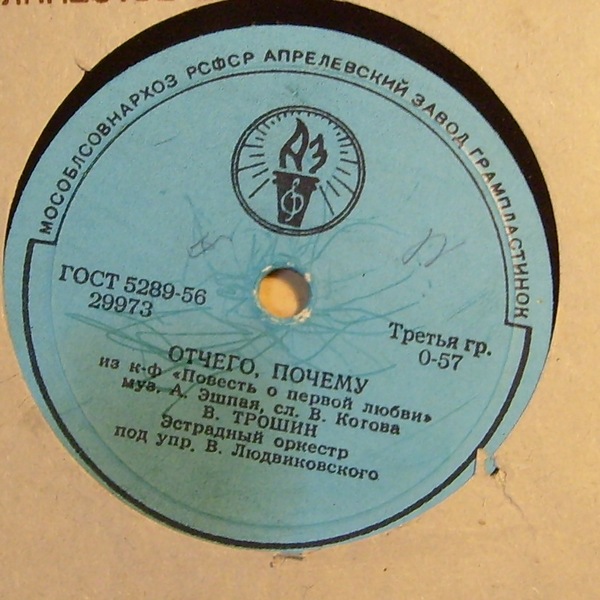 МОСОБЛСОВНАРХОЗ РСФСР АПРЕЛЕВСКИЙ ЗАВОД ГРАМПЛАСТИНОК
АЗ
ГОСТ 5289-56
29973
Третья гр.
0-57
ОТЧЕГО, ПОЧЕМУ
из к-ф «Повесть о первой любви»
муз. А. Эшпая, сл. В. Котова
В. ТРОШИН
Эстрадный оркестр
под упр. В. Людвиковского